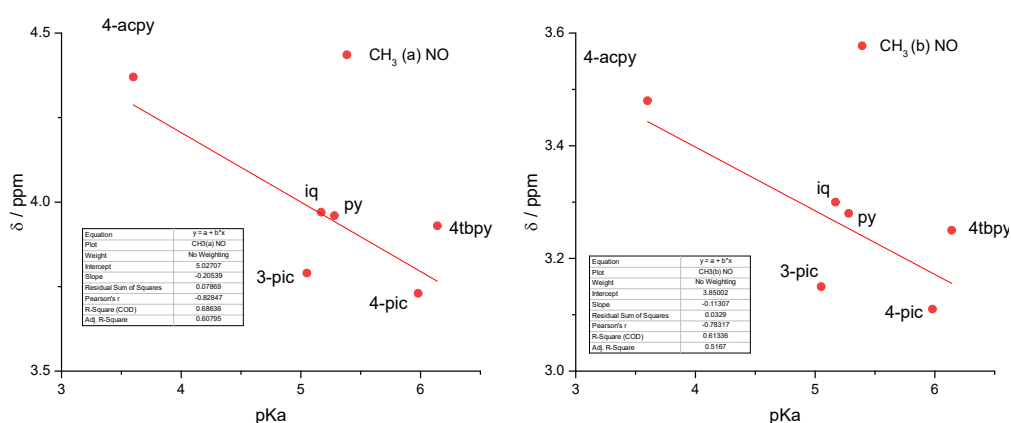 4.5
4-acpy
CH3 (a) NO
4.0
iq
py
4tbpy
3-pic
4-pic
3.5
δ / ppm
3 4 5 6
pKa
Equation y = a + b*x
Plot CH3(a) NO
Weight No Weighting
Intercept 5.02707
Slope -0.20539
Residual Sum of Squares 0.07869
Pearson's r -0.82847
R-Square (COD) 0.68636
Adj. R-Square 0.60795
3.6
CH3 (b) NO
4-acpy
3.4
iq
py
4tbpy
3.2
3-pic
4-pic
3.0
δ / ppm
3 4 5 6
pKa
Equation y = a + b*x
Plot CH3(b) NO
Weight No Weighting
Intercept 3.85002
Slope -0.11307
Residual Sum of Squares 0.0329
Pearson's r -0.78317
R-Square (COD) 0.61336
Adj. R-Square 0.5167